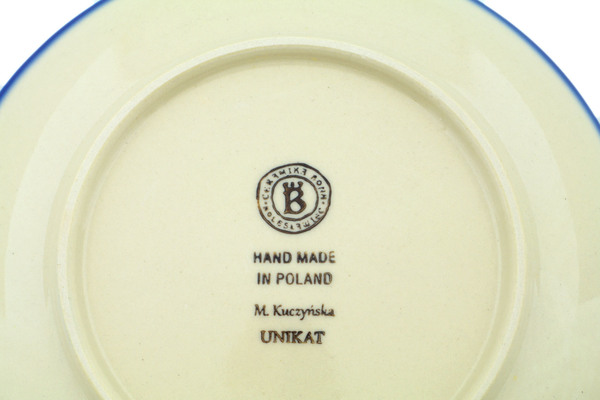 B
HAND MADE
IN POLAND
M. Kuczyńska
UNIKAT